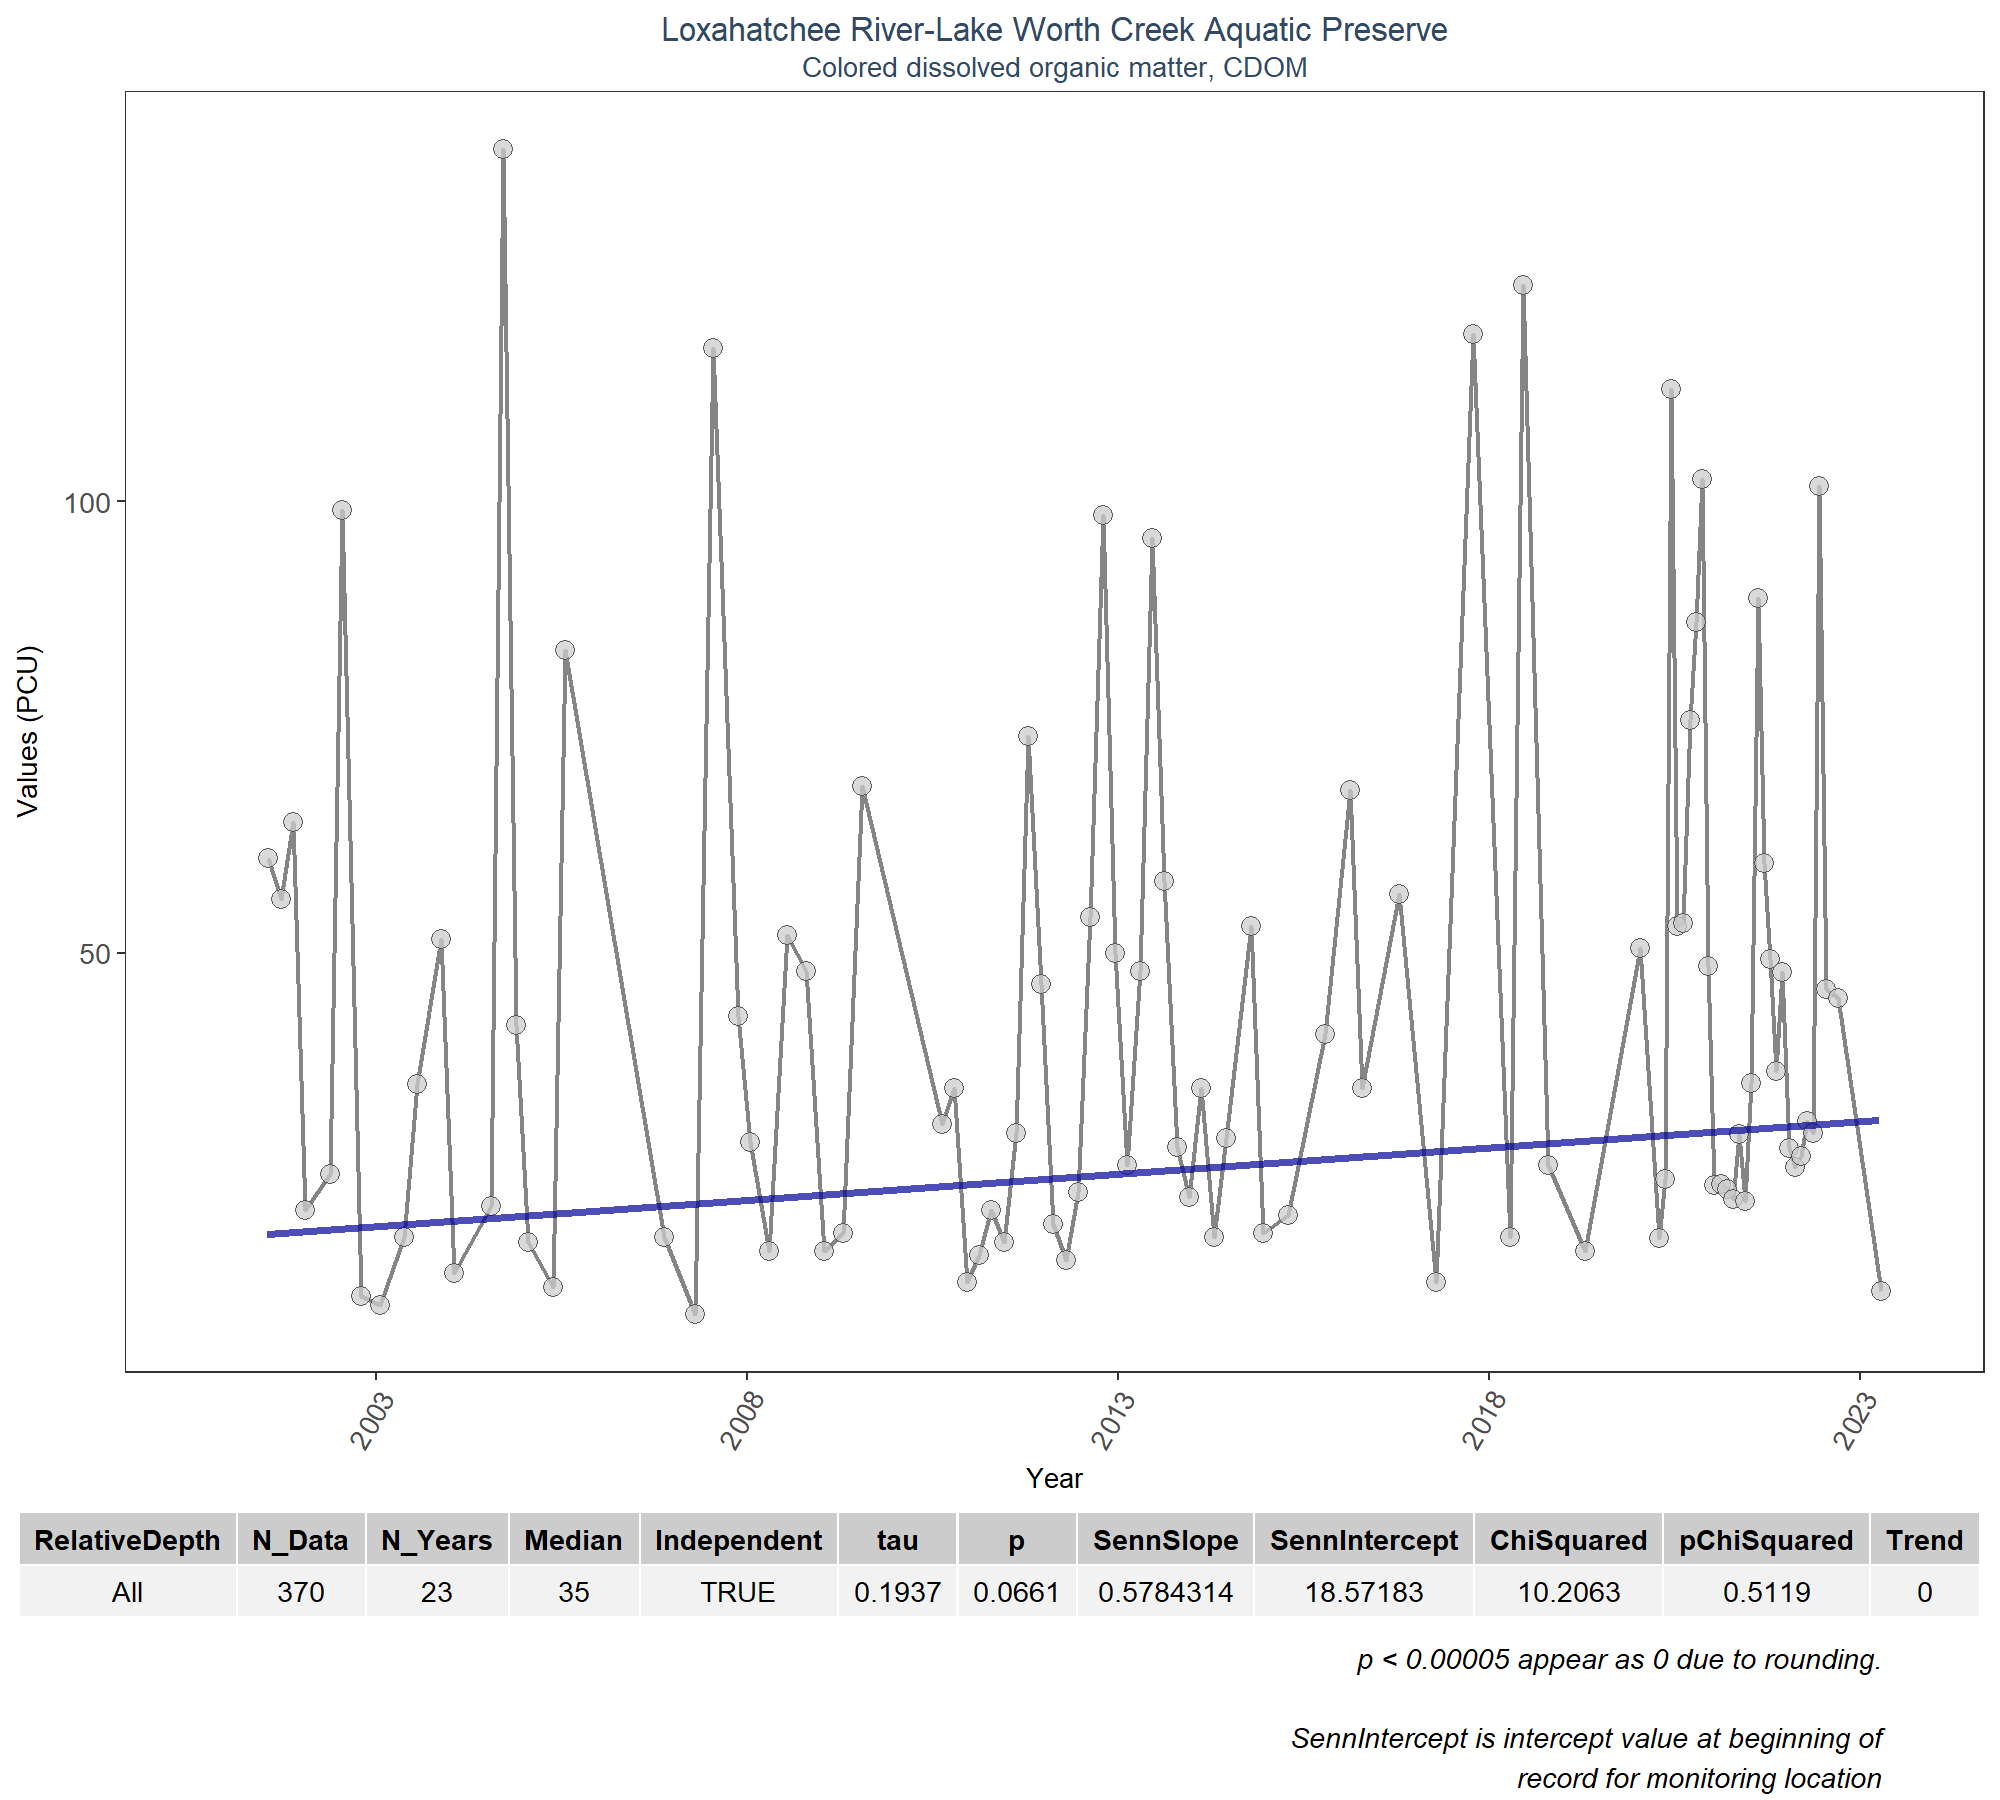 Loxahatchee River-Lake Worth Creek Aquatic Preserve
Colored dissolved organic matter, CDOM
Values (PCU)
100
50
2003 2008 2013 2018 2023
Year
RelativeDepth N_Data N_Years Median Independent tau p SennSlope SennIntercept ChiSquared pChiSquared Trend
All 370 23 35 TRUE 0.1937 0.0661 0.5784314 18.57183 10.2063 0.5119 0
p < 0.00005 appear as 0 due to rounding.
SennIntercept is intercept value at beginning of
record for monitoring location